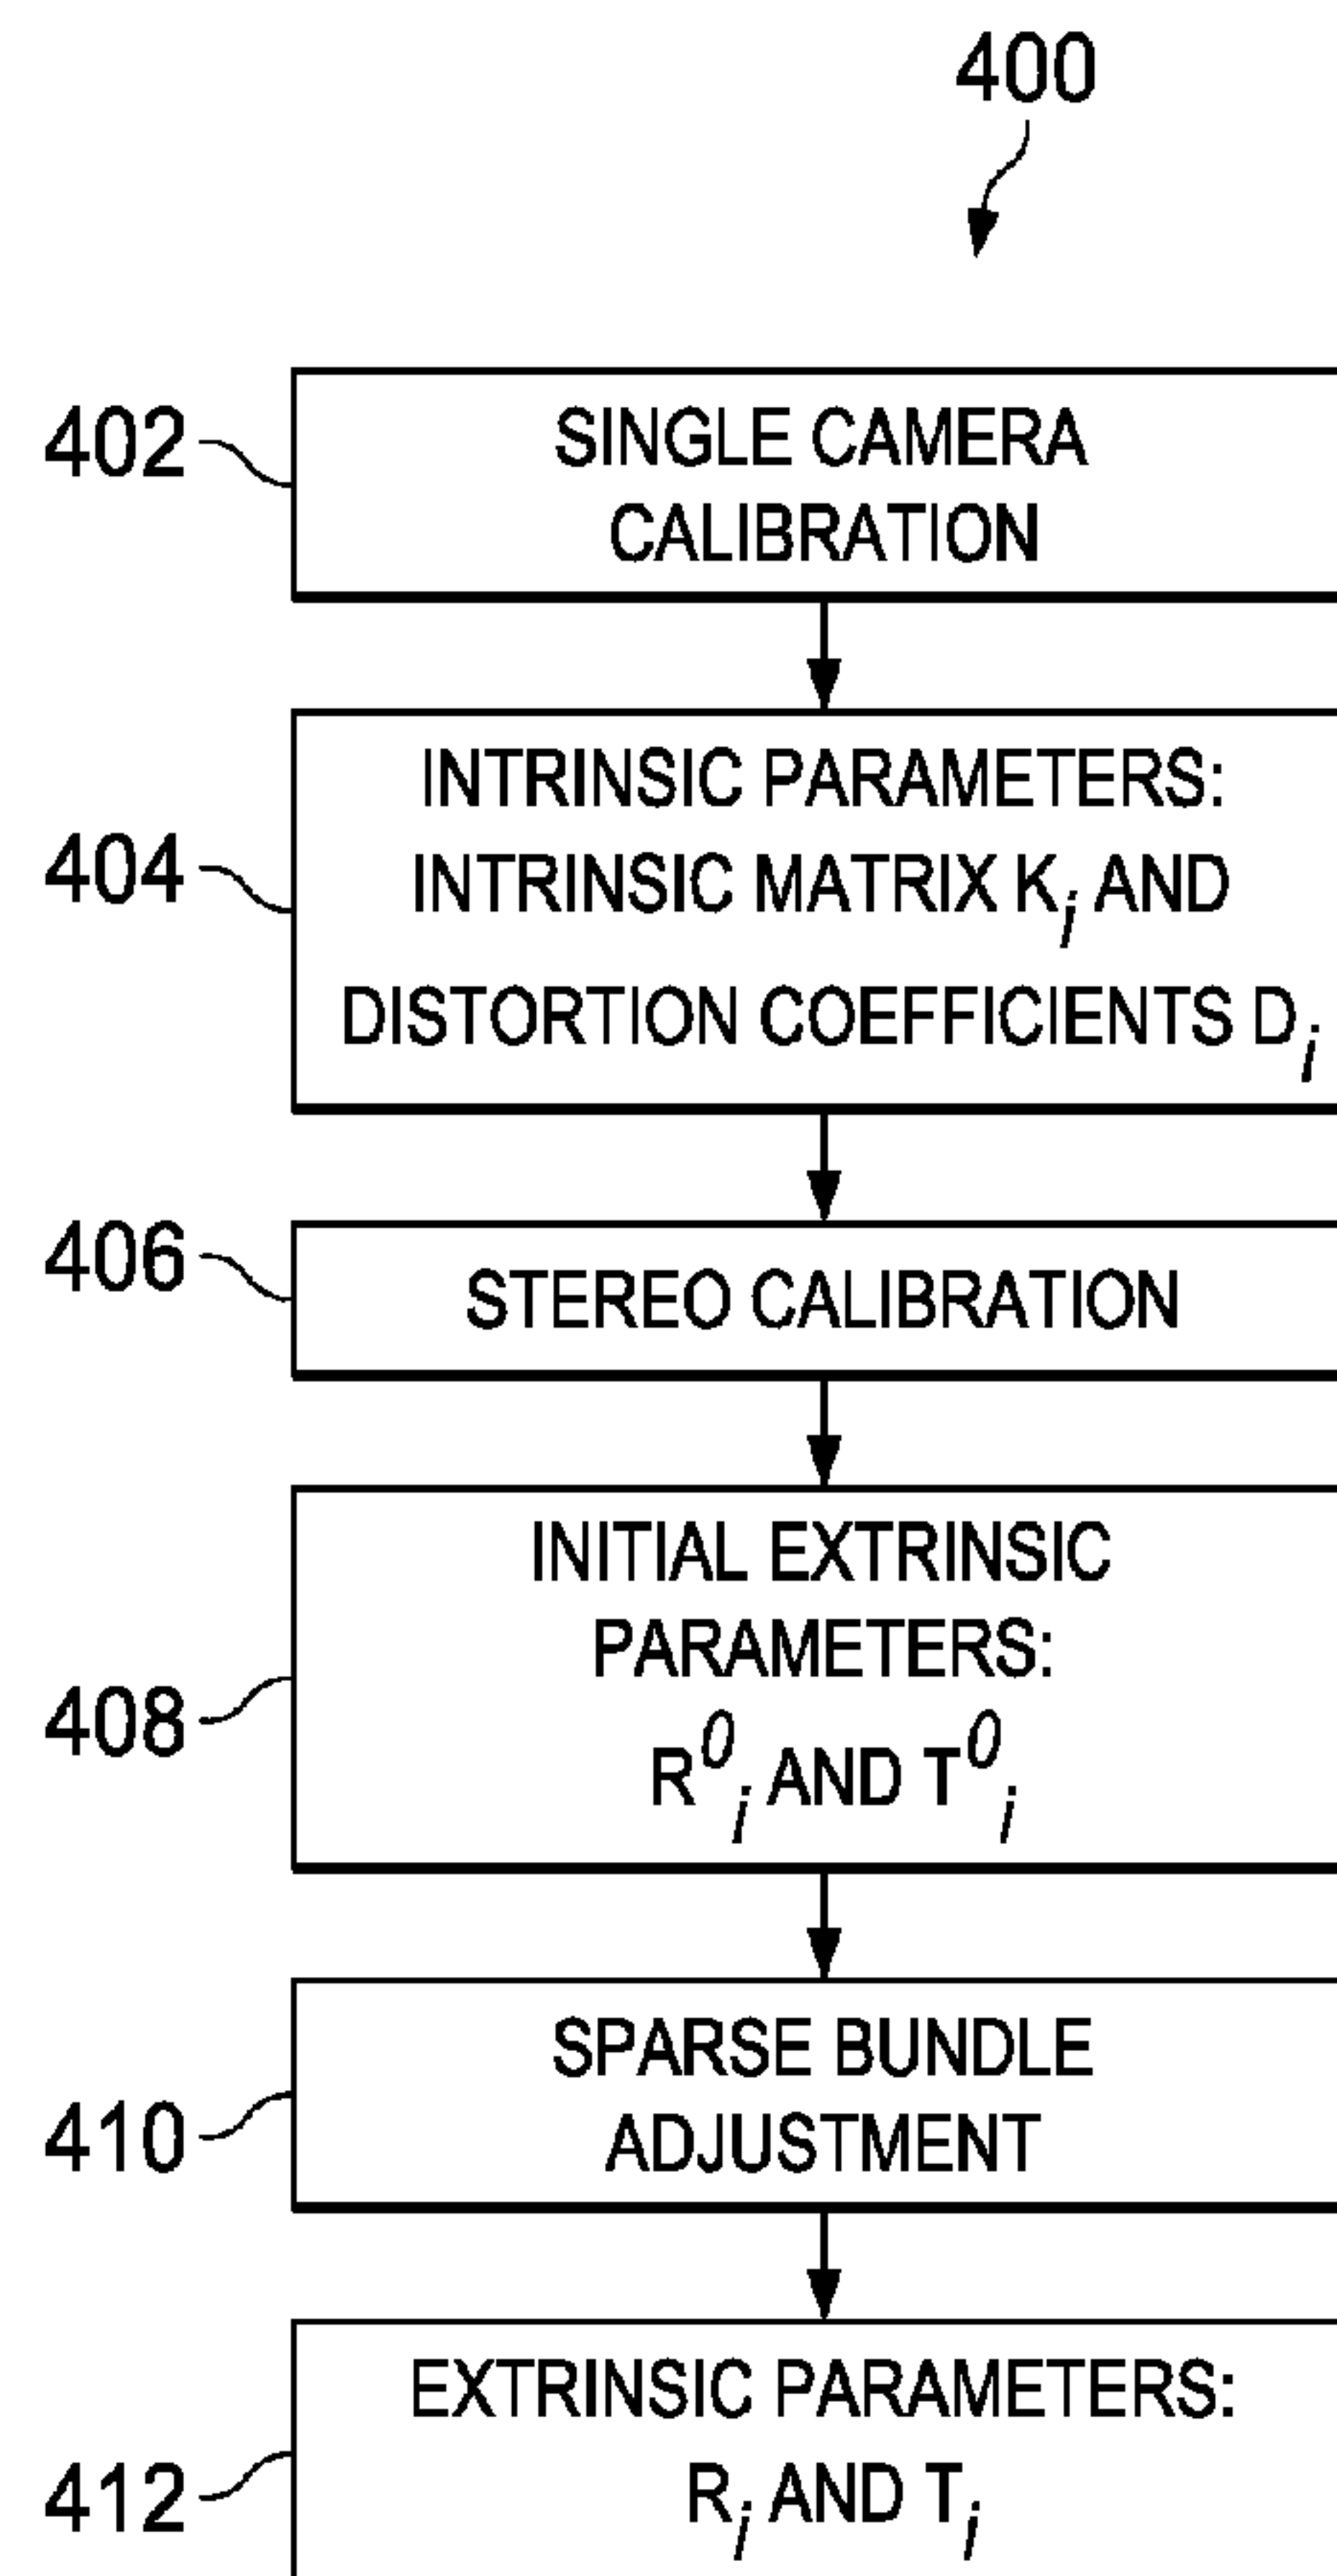 400
402
SINGLE CAMERA
CALIBRATION
404
INTRINSIC PARAMETERS:
INTRINSIC MATRIX Kᵢ AND
DISTORTION COEFFICIENTS Dᵢ
406
STEREO CALIBRATION
408
INITIAL EXTRINSIC
PARAMETERS:
R⁰ᵢ AND T⁰ᵢ
410
SPARSE BUNDLE
ADJUSTMENT
412
EXTRINSIC PARAMETERS:
Rᵢ AND Tᵢ